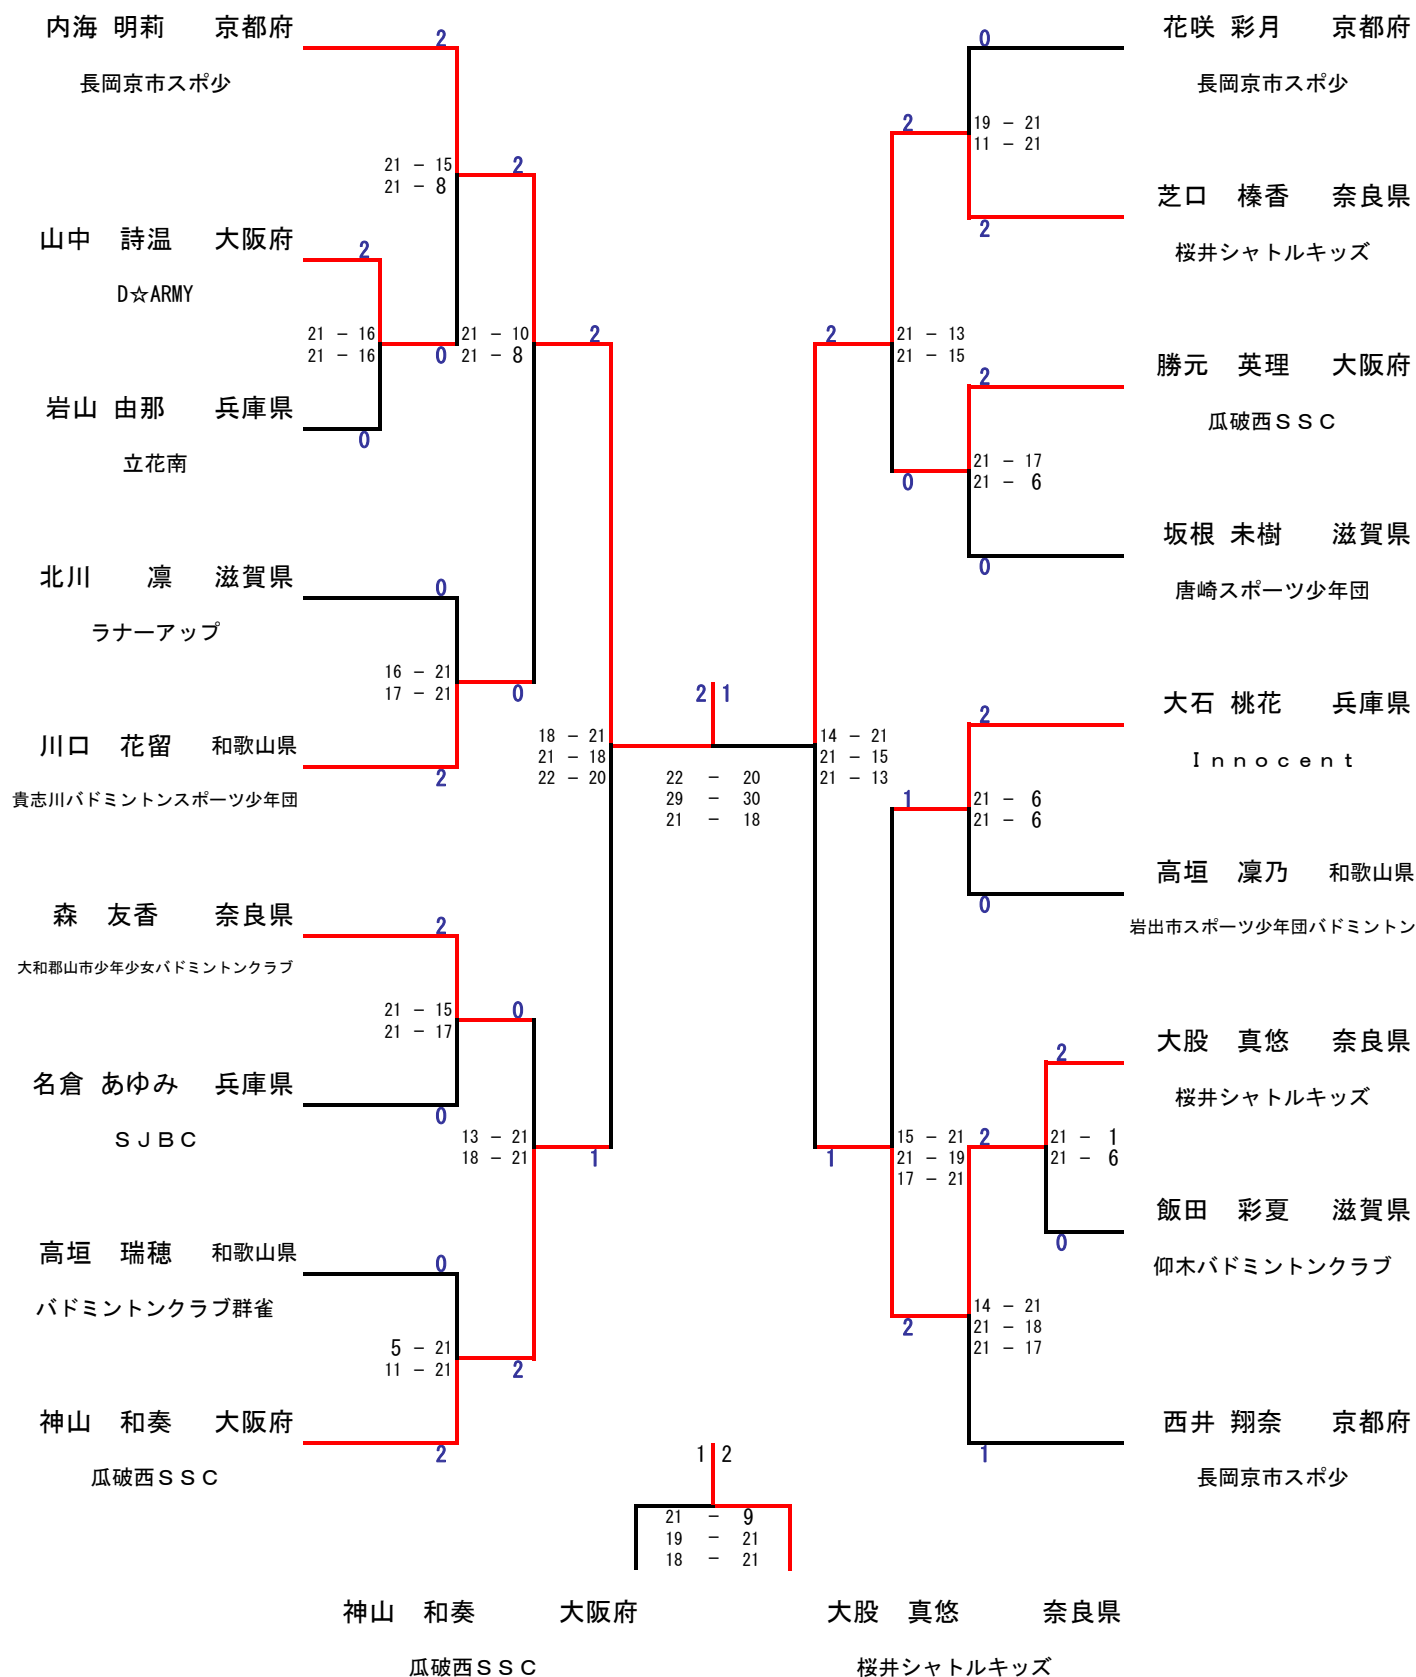 内海 明莉 京都府
長岡京市スポ少
2
21 － 15
21 － 8
2
山中 詩温 大阪府
D☆ARMY
2
21 － 16
21 － 16
0
岩山 由那 兵庫県
立花南
0
21 － 10
21 － 8
2
北川 凛 滋賀県
ラナーアップ
0
16 － 21
17 － 21
0
川口 花留 和歌山県
貴志川バドミントンスポーツ少年団
2
18 － 21
21 － 18
22 － 20
森 友香 奈良県
大和郡山市少年少女バドミントンクラブ
2
21 － 15
21 － 17
0
名倉 あゆみ 兵庫県
ＳＪＢＣ
0
13 － 21
18 － 21
1
高垣 瑞穂 和歌山県
バドミントンクラブ群雀
0
5 － 21
11 － 21
2
神山 和奏 大阪府
瓜破西ＳＳＣ
2
2 1
22 － 20
29 － 30
21 － 18
花咲 彩月 京都府
長岡京市スポ少
0
19 － 21
11 － 21
2
芝口 榛香 奈良県
桜井シャトルキッズ
2
21 － 13
21 － 15
2
勝元 英理 大阪府
瓜破西ＳＳＣ
2
21 － 17
21 － 6
0
坂根 未樹 滋賀県
唐崎スポーツ少年団
0
14 － 21
21 － 15
21 － 13
大石 桃花 兵庫県
Ｉｎｎｏｃｅｎｔ
2
21 － 6
21 － 6
1
高垣 凜乃 和歌山県
岩出市スポーツ少年団バドミントン
0
大股 真悠 奈良県
桜井シャトルキッズ
2
21 － 1
21 － 6
2
15 － 21
21 － 19
17 － 21
1
飯田 彩夏 滋賀県
仰木バドミントンクラブ
0
14 － 21
21 － 18
21 － 17
2
西井 翔奈 京都府
長岡京市スポ少
1
1 2
21 － 9
19 － 21
18 － 21
神山 和奏 大阪府
瓜破西ＳＳＣ
大股 真悠 奈良県
桜井シャトルキッズ